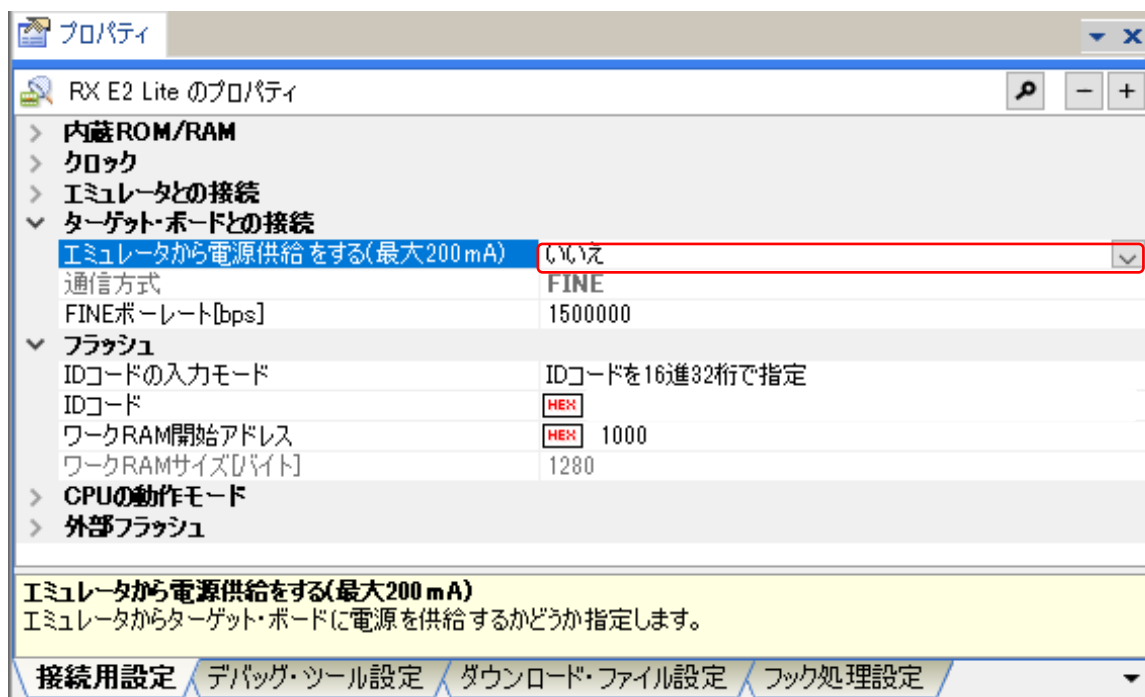 プロパティ
RX E2 Lite のプロパティ
内蔵ROM/RAM
クロック
エミュレータとの接続
ターゲット・ボードとの接続
エミュレータから電源供給をする(最大200mA) いいえ
通信方式 FINE
FINEボーレート[bps] 1500000
フラッシュ
IDコードの入力モード IDコードを16進32桁で指定
IDコード HEX
ワークRAM開始アドレス HEX 1000
ワークRAMサイズ[バイト] 1280
CPUの動作モード
外部フラッシュ
エミュレータから電源供給をする(最大200mA)
エミュレータからターゲット・ボードに電源を供給するかどうか指定します。
接続用設定 デバッグ・ツール設定 ダウンロード・ファイル設定 フック処理設定